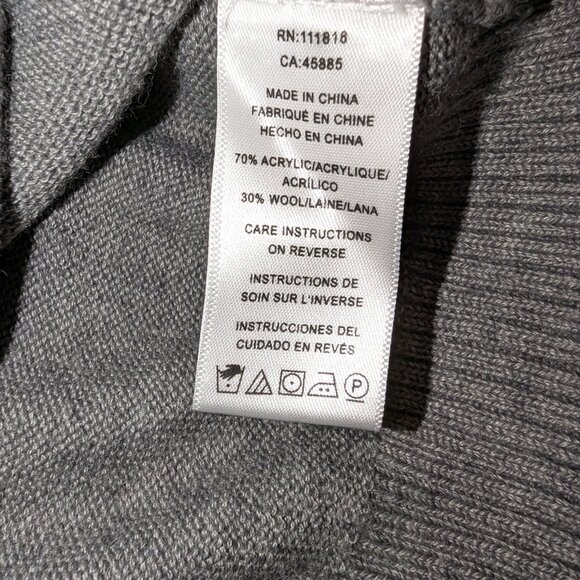 RN:111818
CA:45885
MADE IN CHINA
FABRIQUÉ EN CHINE
HECHO EN CHINA
70% ACRYLIC/ACRYLIQUE/
ACRÍLICO
30% WOOL/LAINE/LANA
CARE INSTRUCTIONS
ON REVERSE
INSTRUCTIONS DE
SOIN SUR L'INVERSE
INSTRUCCIONES DEL
CUIDADO EN REVÉS
P